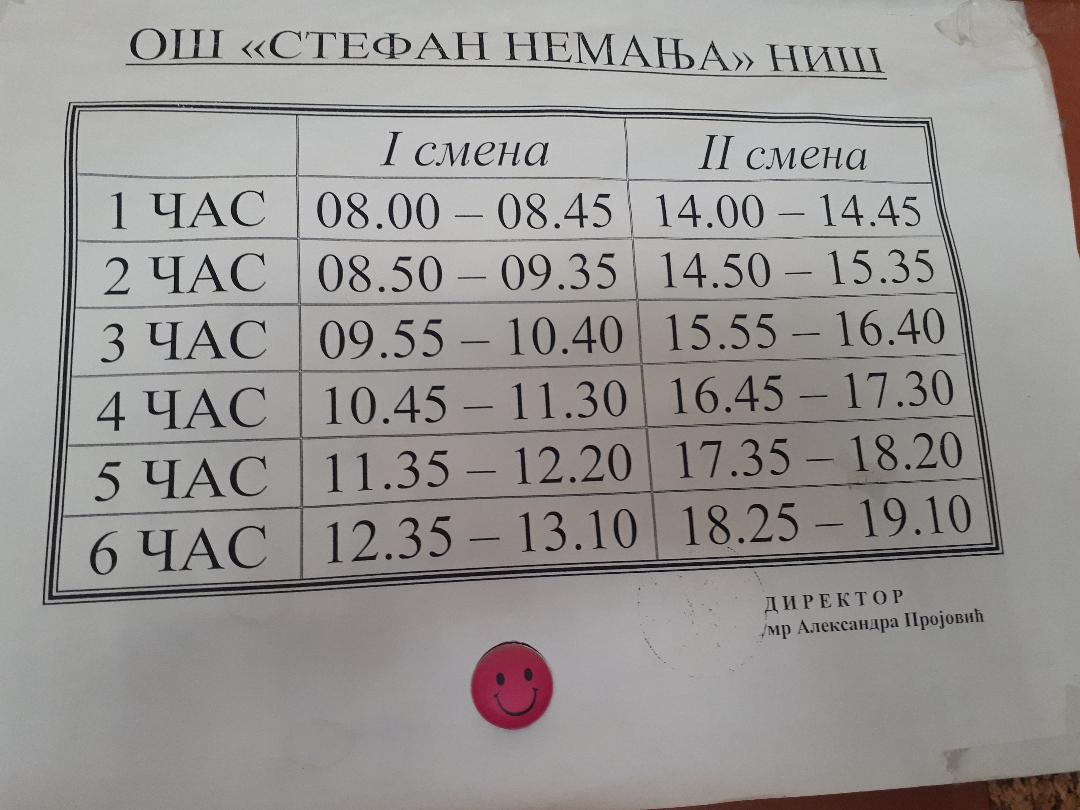 ОШ «СТЕФАН НЕМАЊА» НИШ
I смена II смена
1 ЧАС 08.00 – 08.45 14.00 – 14.45
2 ЧАС 08.50 – 09.35 14.50 – 15.35
3 ЧАС 09.55 – 10.40 15.55 – 16.40
4 ЧАС 10.45 – 11.30 16.45 – 17.30
5 ЧАС 11.35 – 12.20 17.35 – 18.20
6 ЧАС 12.35 – 13.10 18.25 – 19.10
ДИРЕКТОР
/мр Александра Пројовић